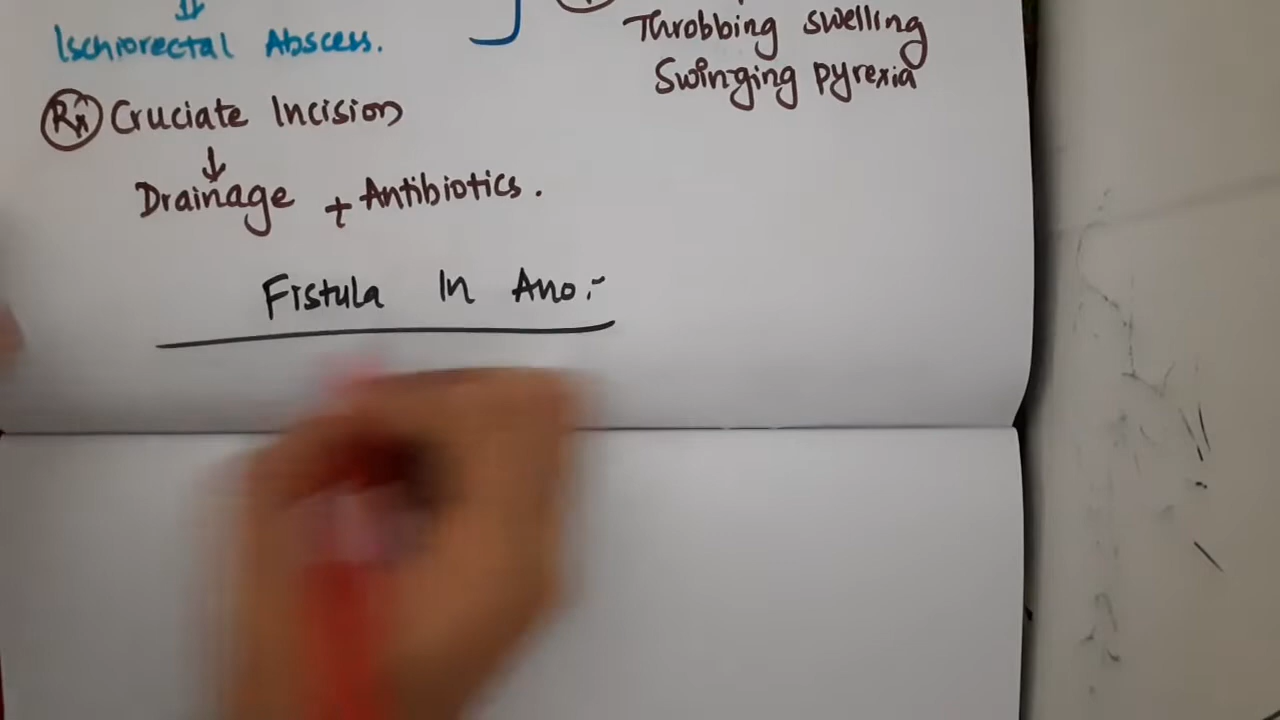 Ischiorectal Abscess.
Throbbing swelling
Swinging pyrexia
Rx Cruciate Incision
↓
Drainage + Antibiotics.
Fistula In Ano:-